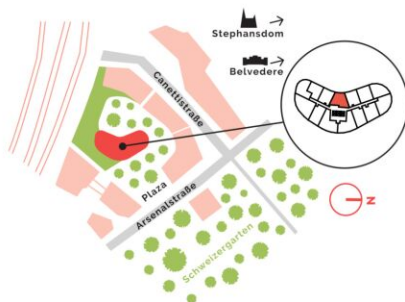 Stephansdom
Belvedere
Canettistraße
Plaza
Arsenalstraße
Schweizergarten
N